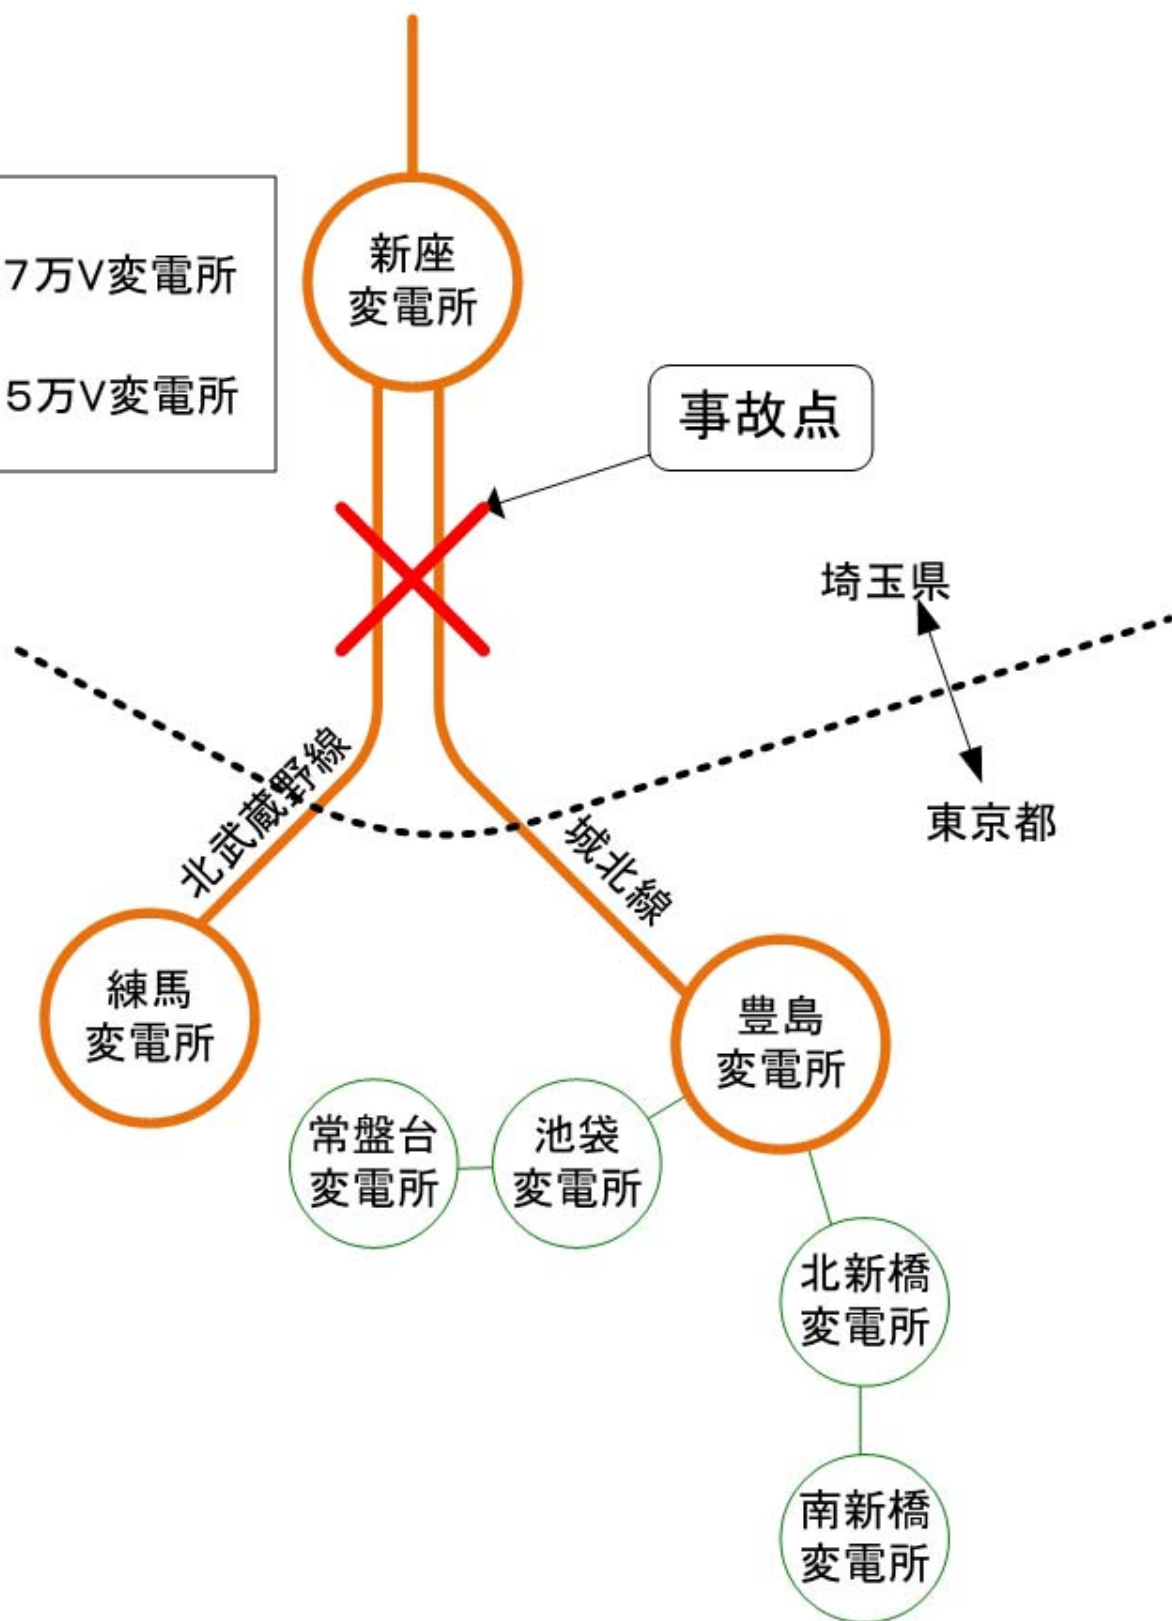 新座
変電所
7万V変電所
5万V変電所
事故点
埼玉県
東京都
北武蔵野線
城北線
練馬
変電所
豊島
変電所
常盤台
変電所
池袋
変電所
北新橋
変電所
南新橋
変電所